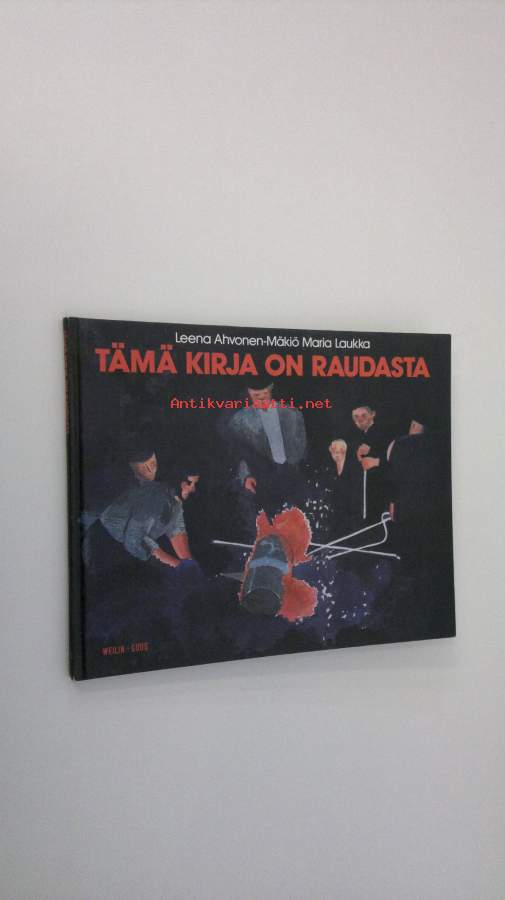 Leena Ahvonen-Mäkiö Maria Laukka
TÄMÄ KIRJA ON RAUDASTA
Antikvariaatti.net
WEILIN+GÖÖS